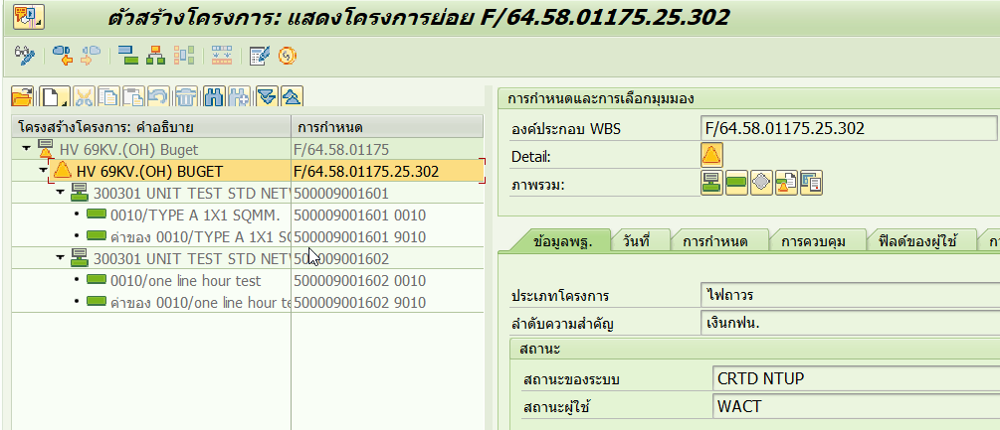 ตัวสร้างโครงการ: แสดงโครงการย่อย F/64.58.01175.25.302
โครงสร้างโครงการ: คำอธิบาย การกำหนด
HV 69KV.(OH) Buget F/64.58.01175
HV 69KV.(OH) BUGET F/64.58.01175.25.302
300301 UNIT TEST STD NET 500009001601
0010/TYPE A 1X1 SQMM. 500009001601 0010
ค่าของ 0010/TYPE A 1X1 SQ 500009001601 9010
300301 UNIT TEST STD NET 500009001602
0010/one line hour test 500009001602 0010
ค่าของ 0010/one line hour te 500009001602 9010
การกำหนดและการเลือกมุมมอง
องค์ประกอบ WBS F/64.58.01175.25.302
Detail:
ภาพรวม:
ข้อมูลพฐ. วันที่ การกำหนด การควบคุม ฟิลด์ของผู้ใช้ กา
ประเภทโครงการ ไฟถาวร
ลำดับความสำคัญ เงินกฟน.
สถานะ
สถานะของระบบ CRTD NTUP
สถานะผู้ใช้ WACT